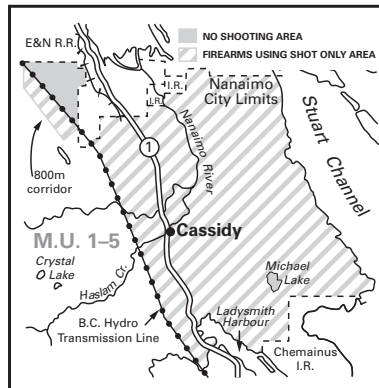 E&N R.R.
NO SHOOTING AREA
FIREARMS USING SHOT ONLY AREA
I.R.
I.R.
Nanaimo
City Limits
Stuart Channel
1
Nanaimo River
800m
corridor
M.U. 1–5
Cassidy
Crystal
Lake
Michael
Lake
Haslam Cr.
B.C. Hydro
Transmission Line
Ladysmith
Harbour
Chemainus
I.R.